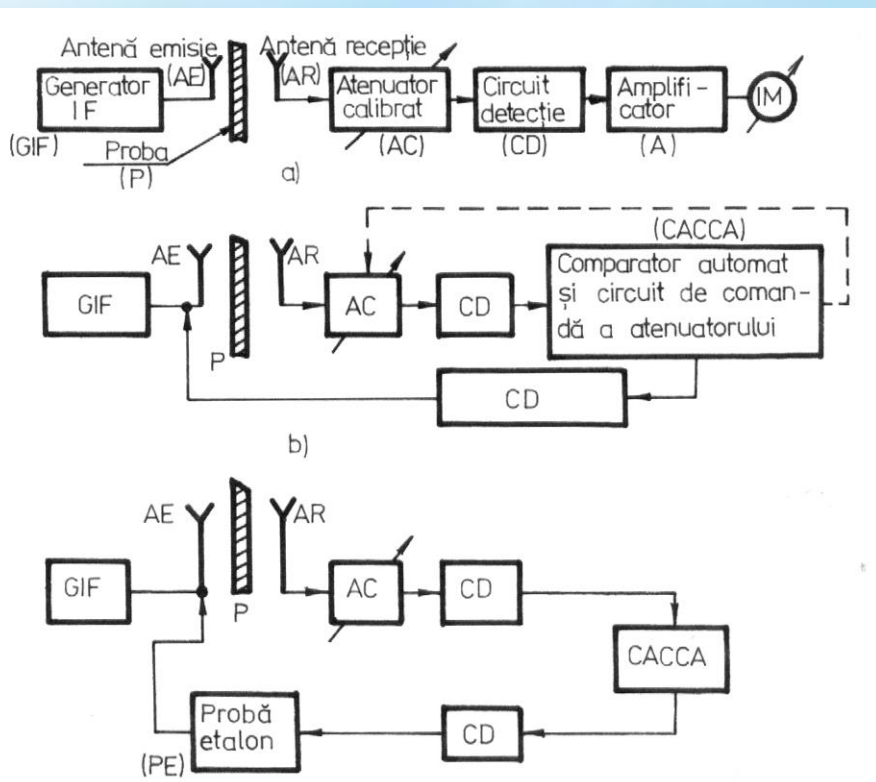 Antenă emisie
(AE)
Antenă recepție
(AR)
Generator
IF
(GIF)
Proba
(P)
Atenuator
calibrat
(AC)
Circuit
detecție
(CD)
Amplifi-
cator
(A)
IM
a)
GIF
AE
P
AR
AC
CD
(CACCA)
Comparator automat
și circuit de coman-
dă a atenuatorului
CD
b)
GIF
AE
P
AR
AC
CD
CACCA
CD
Probă
etalon
(PE)